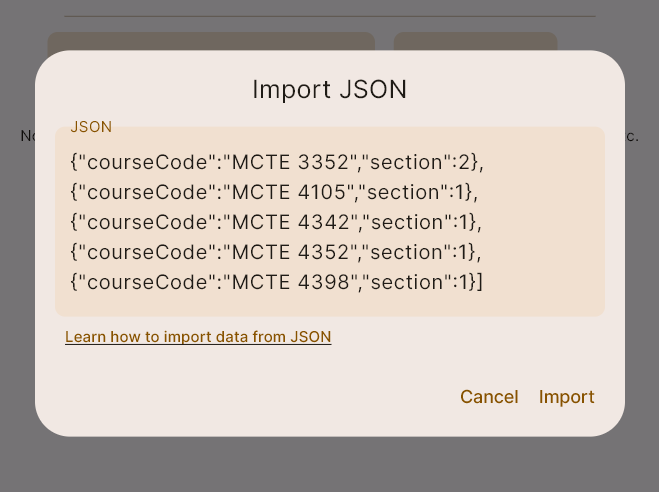 Import JSON
JSON
{"courseCode":"MCTE 3352","section":2},
{"courseCode":"MCTE 4105","section":1},
{"courseCode":"MCTE 4342","section":1},
{"courseCode":"MCTE 4352","section":1},
{"courseCode":"MCTE 4398","section":1}]
Learn how to import data from JSON
Cancel Import